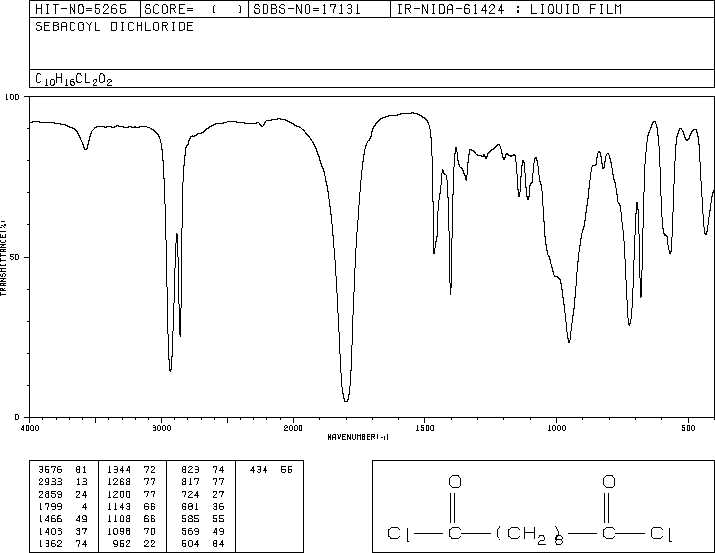 HIT-NO=5265 SCORE= ( ) SDBS-NO=17131 IR-NIDA-61424 : LIQUID FILM
SEBACOYL DICHLORIDE
C10H16CL2O2
100
50
0
TRANSMITTANCE(%)
4000 3000 2000 1500 1000 500
WAVENUMBER(-1)
3576 81 1344 72 823 74 434 55
2933 13 1268 77 817 77
2859 24 1200 77 724 27
1799 4 1143 66 681 36
1466 49 1108 66 585 55
1403 37 1098 70 569 49
1362 74 952 22 504 84
O O
Cl C (CH2)8 C Cl